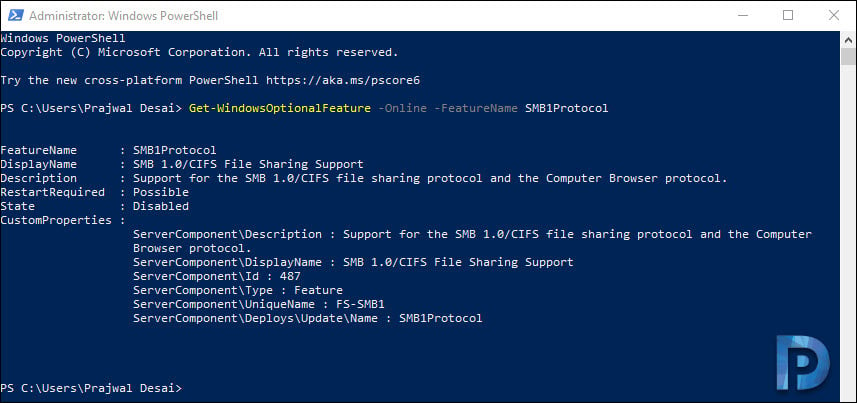 Administrator: Windows PowerShell
Windows PowerShell
Copyright (C) Microsoft Corporation. All rights reserved.
Try the new cross-platform PowerShell https://aka.ms/pscore6
PS C:\Users\Prajwal Desai> Get-WindowsOptionalFeature -Online -FeatureName SMB1Protocol
FeatureName      : SMB1Protocol
DisplayName      : SMB 1.0/CIFS File Sharing Support
Description      : Support for the SMB 1.0/CIFS file sharing protocol and the Computer Browser protocol.
RestartRequired  : Possible
State            : Disabled
CustomProperties :
                   ServerComponent\Description : Support for the SMB 1.0/CIFS file sharing protocol and the Computer
                   Browser protocol.
                   ServerComponent\DisplayName : SMB 1.0/CIFS File Sharing Support
                   ServerComponent\Id : 487
                   ServerComponent\Type : Feature
                   ServerComponent\UniqueName : FS-SMB1
                   ServerComponent\Deploys\Update\Name : SMB1Protocol
PS C:\Users\Prajwal Desai>